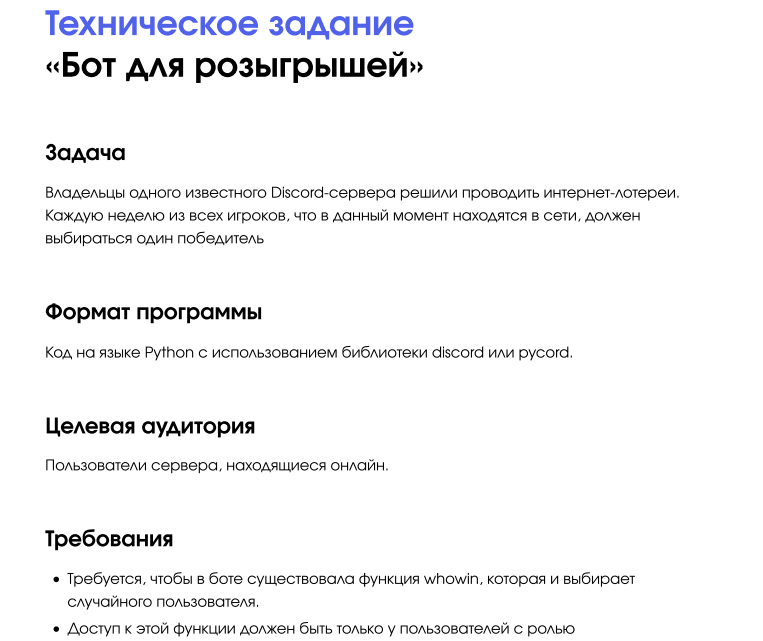 Техническое задание
«Бот для розыгрышей»
Задача
Владельцы одного известного Discord-сервера решили проводить интернет-лотереи.
Каждую неделю из всех игроков, что в данный момент находятся в сети, должен
выбираться один победитель
Формат программы
Код на языке Python с использованием библиотеки discord или pycord.
Целевая аудитория
Пользователи сервера, находящиеся онлайн.
Требования
• Требуется, чтобы в боте существовала функция whowin, которая и выбирает
случайного пользователя.
• Доступ к этой функции должен быть только у пользователей с ролью